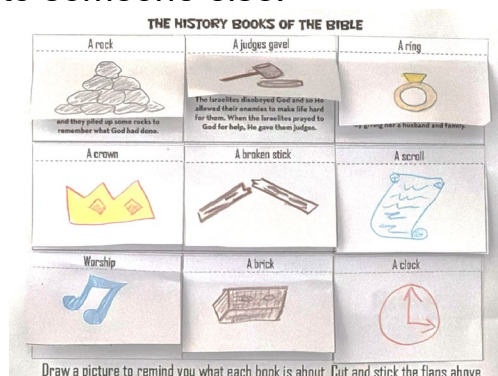 to someone else.
THE HISTORY BOOKS OF THE BIBLE
A rock
A judges gavel
A ring
and they piled up some rocks to
remember what God had done.
The Israelites disobeyed God and so He
allowed their enemies to make life hard
for them. When the Israelites prayed to
God for help, He gave them judges.
by giving her a husband and family.
A crown
A broken stick
A scroll
Worship
A brick
A clock
Draw a picture to remind you what each book is about. Cut and stick the flaps above